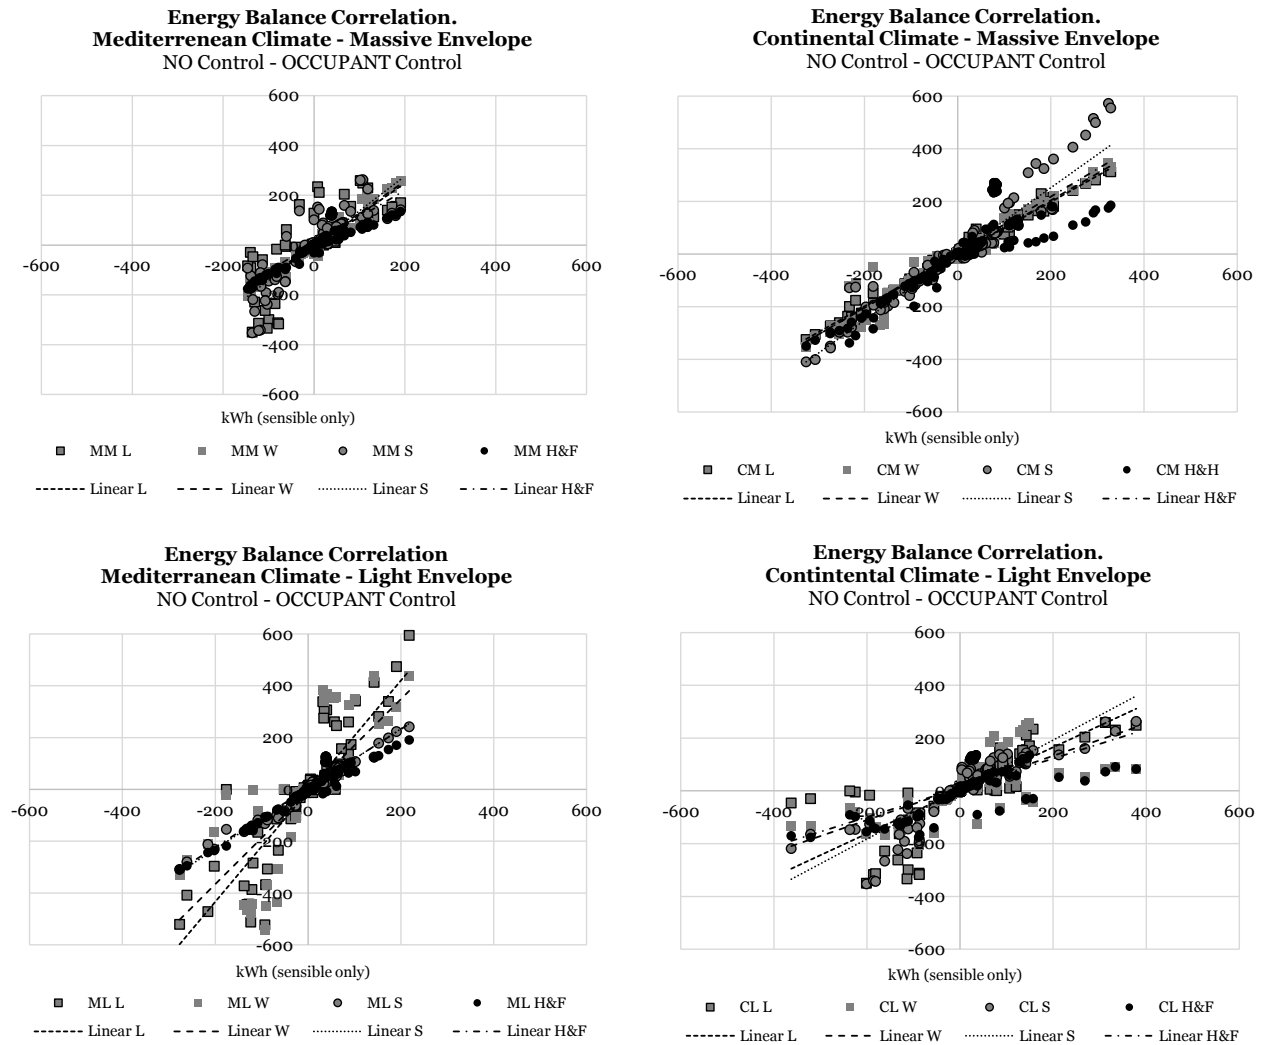 Energy Balance Correlation.
Mediterrenean Climate - Massive Envelope
NO Control - OCCUPANT Control
600
400
200
0
-600 -400 -200 0 200 400 600
-200
-400
-600
kWh (sensible only)
MM L MM W MM S MM H&F
Linear L Linear W Linear S Linear H&F
Energy Balance Correlation.
Continental Climate - Massive Envelope
NO Control - OCCUPANT Control
600
400
200
0
-600 -400 -200 0 200 400 600
-200
-400
-600
kWh (sensible only)
CM L CM W CM S CM H&H
Linear L Linear W Linear S Linear H&F
Energy Balance Correlation
Mediterranean Climate - Light Envelope
NO Control - OCCUPANT Control
600
400
200
0
-600 -400 -200 0 200 400 600
-200
-400
-600
kWh (sensible only)
ML L ML W ML S ML H&F
Linear L Linear W Linear S Linear H&F
Energy Balance Correlation.
Contintental Climate - Light Envelope
NO Control - OCCUPANT Control
600
400
200
0
-600 -400 -200 0 200 400 600
-200
-400
-600
kWh (sensible only)
CL L CL W CL S CL H&F
Linear L Linear W Linear S Linear H&F